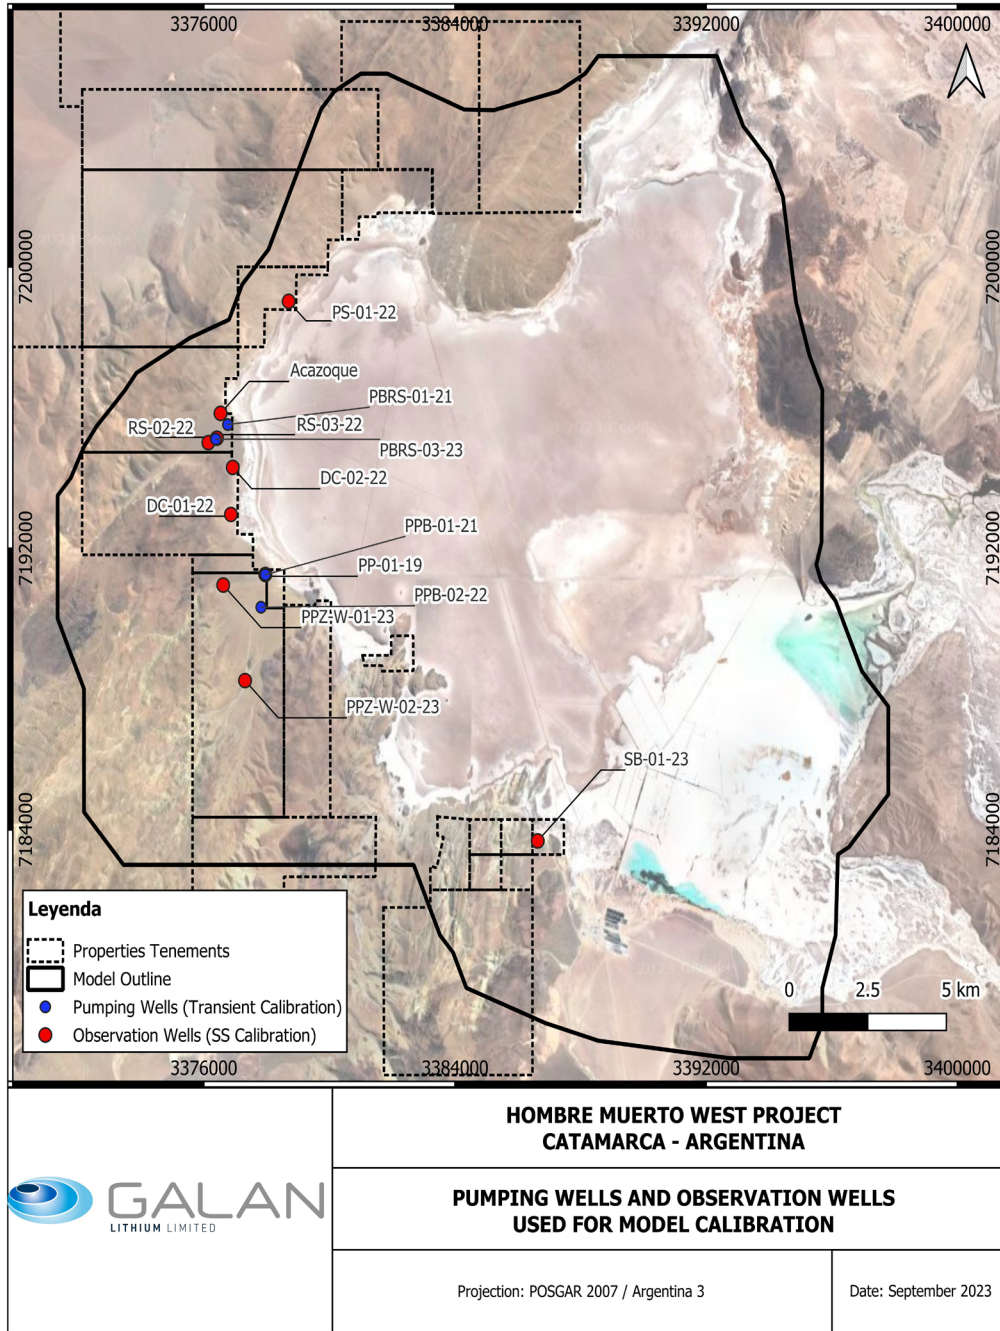 3376000
3384000
3392000
3400000
7200000
7200000
PS-01-22
Acazoque
PBRS-01-21
RS-02-22
RS-03-22
PBRS-03-23
DC-02-22
DC-01-22
PPB-01-21
7192000
7192000
PP-01-19
PPB-02-22
PPZ-W-01-23
PPZ-W-02-23
SB-01-23
7184000
7184000
Leyenda
Properties Tenements
Model Outline
Pumping Wells (Transient Calibration)
Observation Wells (SS Calibration)
0 2.5 5 km
3376000
3384000
3392000
3400000
HOMBRE MUERTO WEST PROJECT
CATAMARCA - ARGENTINA
GALAN
LITHIUM LIMITED
PUMPING WELLS AND OBSERVATION WELLS
USED FOR MODEL CALIBRATION
Projection: POSGAR 2007 / Argentina 3
Date: September 2023